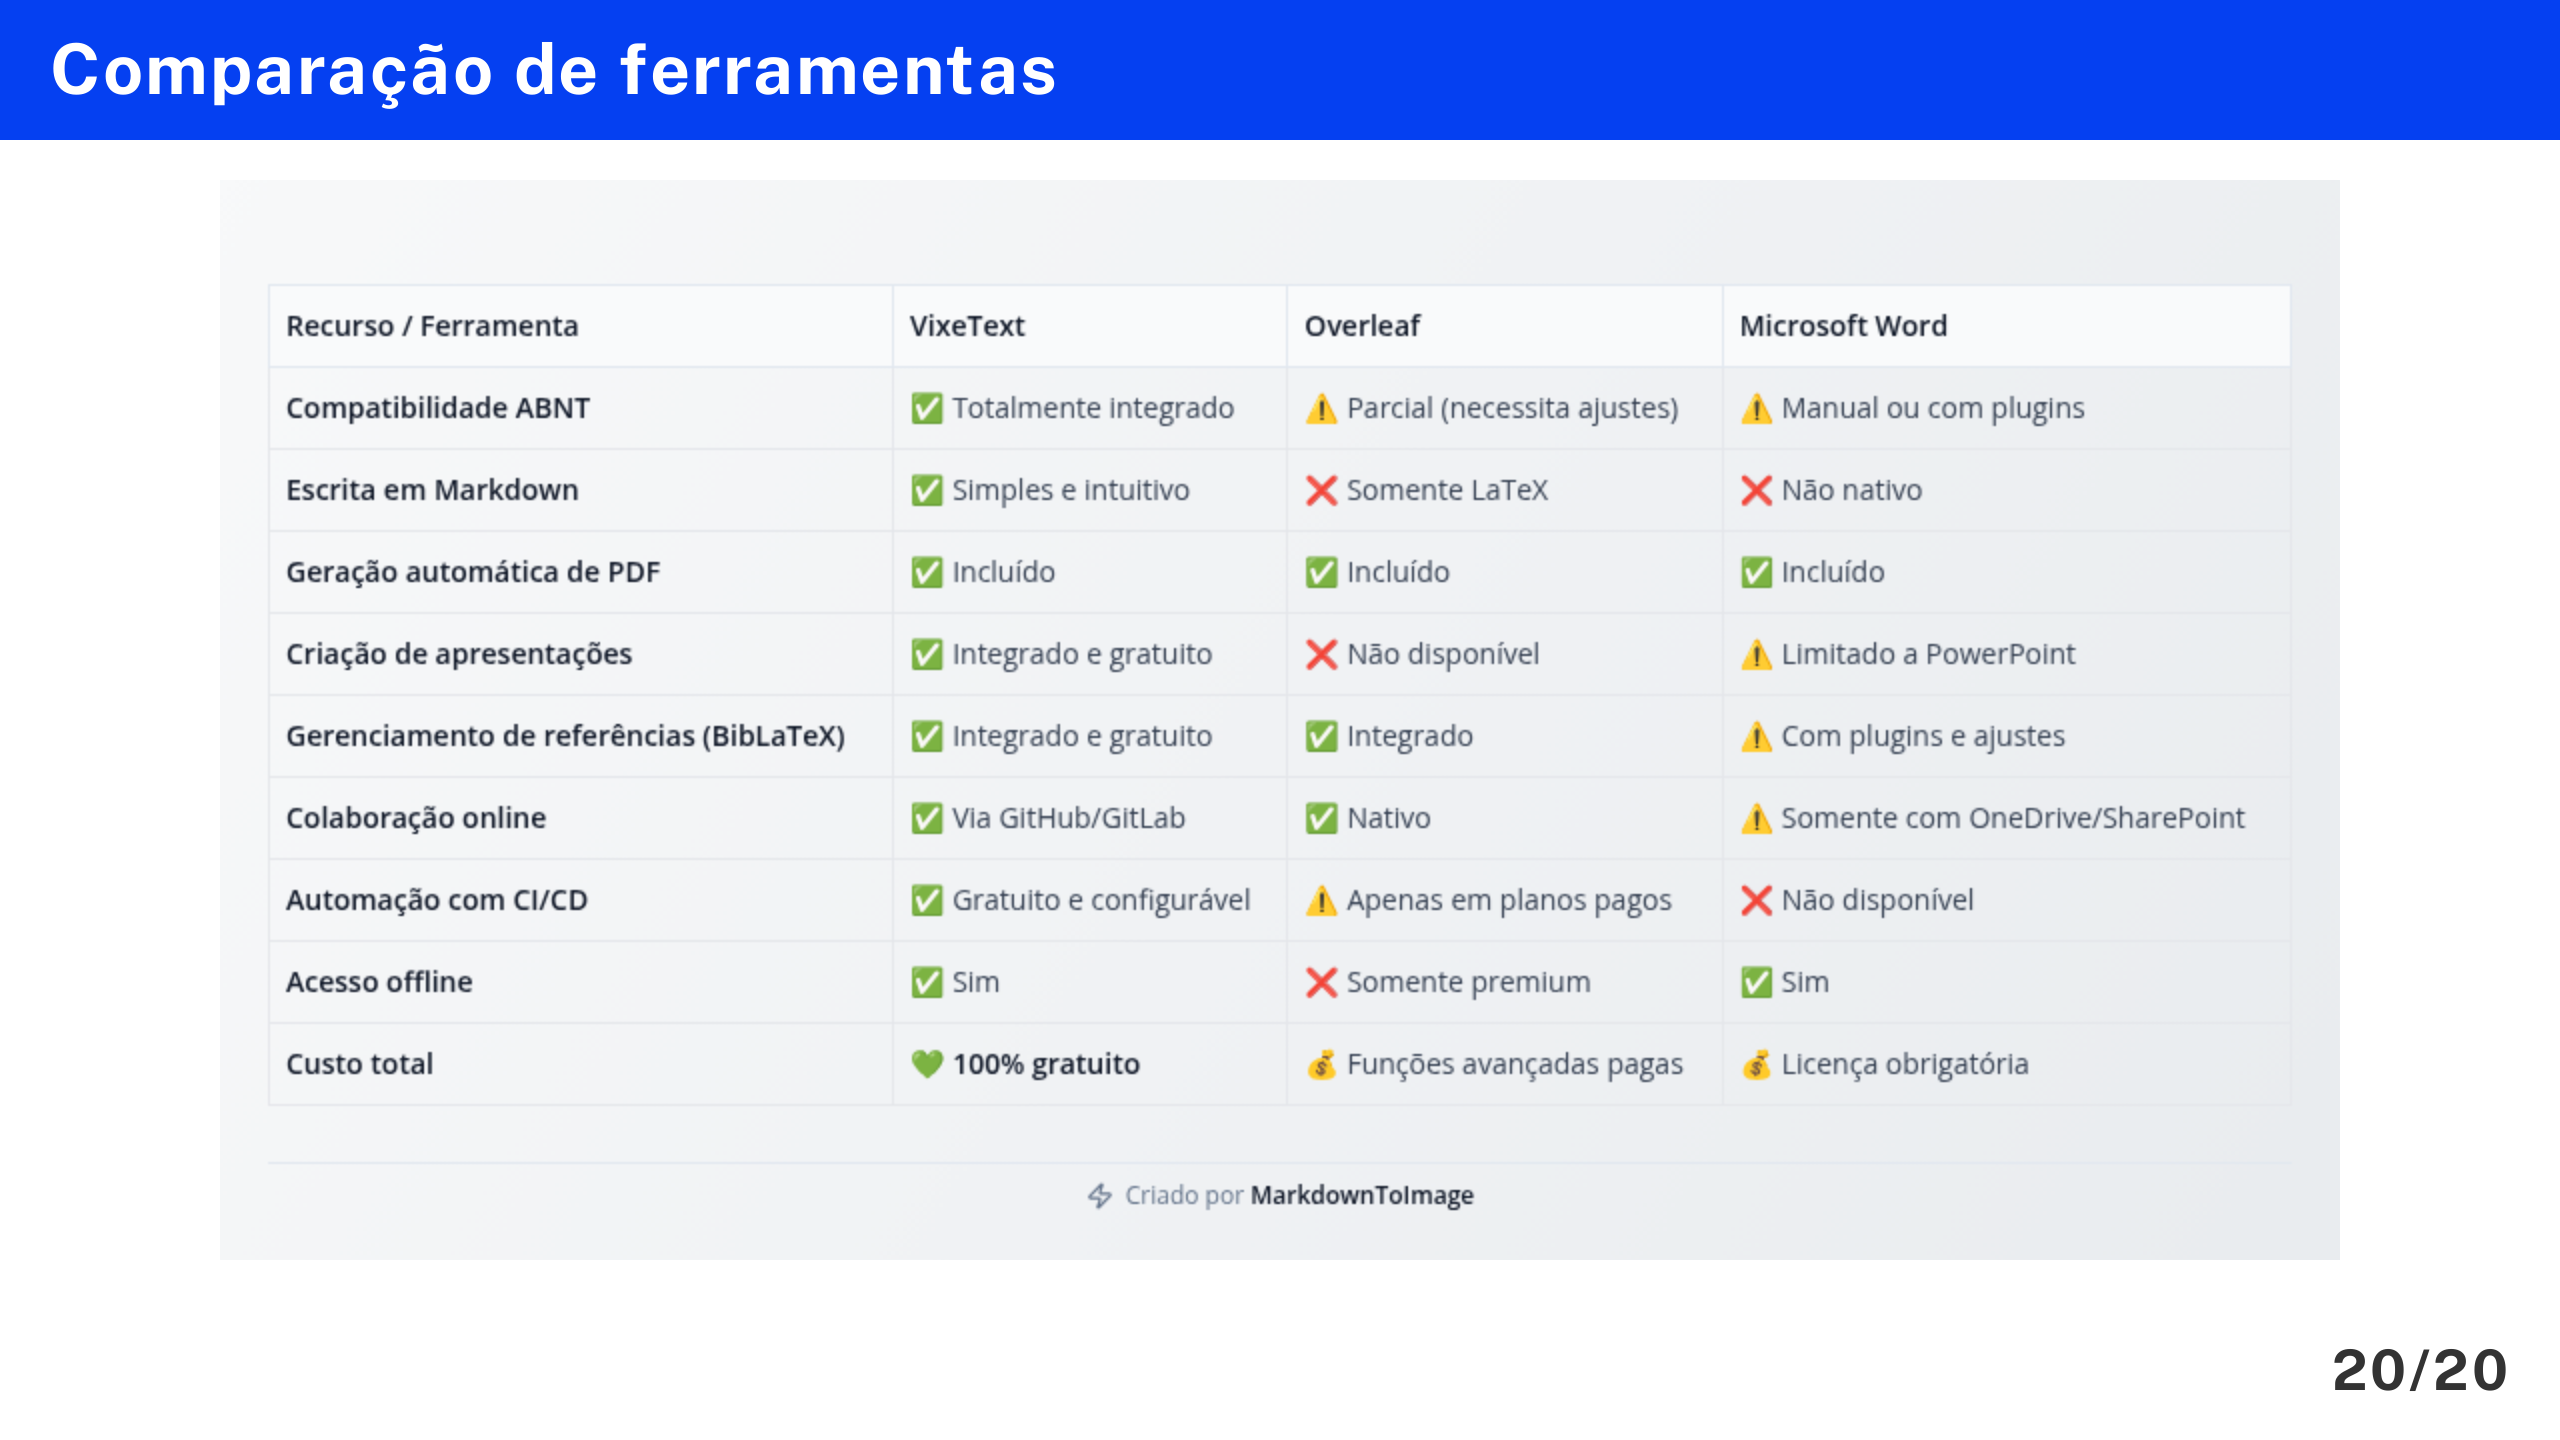 Comparação de ferramentas
Recurso / Ferramenta VixeText Overleaf Microsoft Word
Compatibilidade ABNT ✅ Totalmente integrado ⚠️ Parcial (necessita ajustes) ⚠️ Manual ou com plugins
Escrita em Markdown ✅ Simples e intuitivo ❌ Somente LaTeX ❌ Não nativo
Geração automática de PDF ✅ Incluído ✅ Incluído ✅ Incluído
Criação de apresentações ✅ Integrado e gratuito ❌ Não disponível ⚠️ Limitado a PowerPoint
Gerenciamento de referências (BibLaTeX) ✅ Integrado e gratuito ✅ Integrado ⚠️ Com plugins e ajustes
Colaboração online ✅ Via GitHub/GitLab ✅ Nativo ⚠️ Somente com OneDrive/SharePoint
Automação com CI/CD ✅ Gratuito e configurável ⚠️ Apenas em planos pagos ❌ Não disponível
Acesso offline ✅ Sim ❌ Somente premium ✅ Sim
Custo total 💚 100% gratuito 💰 Funções avançadas pagas 💰 Licença obrigatória
Criado por MarkdownToImage
20/20